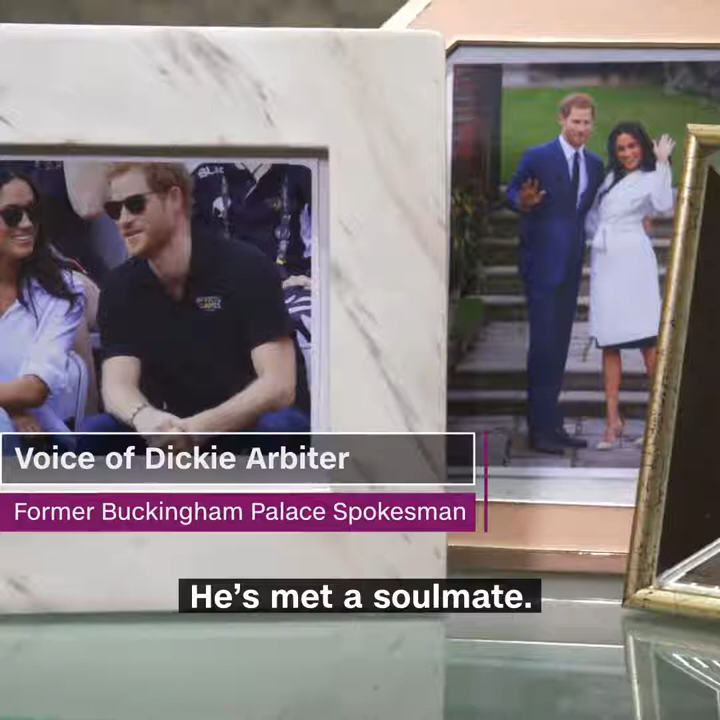 Voice of Dickie Arbiter
Former Buckingham Palace Spokesman
He's met a soulmate.